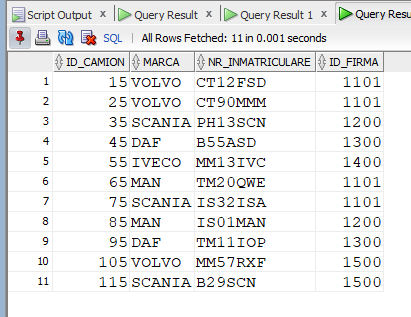 Script Output Query Result Query Result 1 Query Resu
SQL All Rows Fetched: 11 in 0.001 seconds
ID_CAMION MARCA NR_INMATRICULARE ID_FIRMA
1 15 VOLVO CT12FSD 1101
2 25 VOLVO CT90MMM 1101
3 35 SCANIA PH13SCN 1200
4 45 DAF B55ASD 1300
5 55 IVECO MM13IVC 1400
6 65 MAN TM20QWE 1101
7 75 SCANIA IS32ISA 1101
8 85 MAN IS01MAN 1200
9 95 DAF TM11IOP 1300
10 105 VOLVO MM57RXF 1500
11 115 SCANIA B29SCN 1500